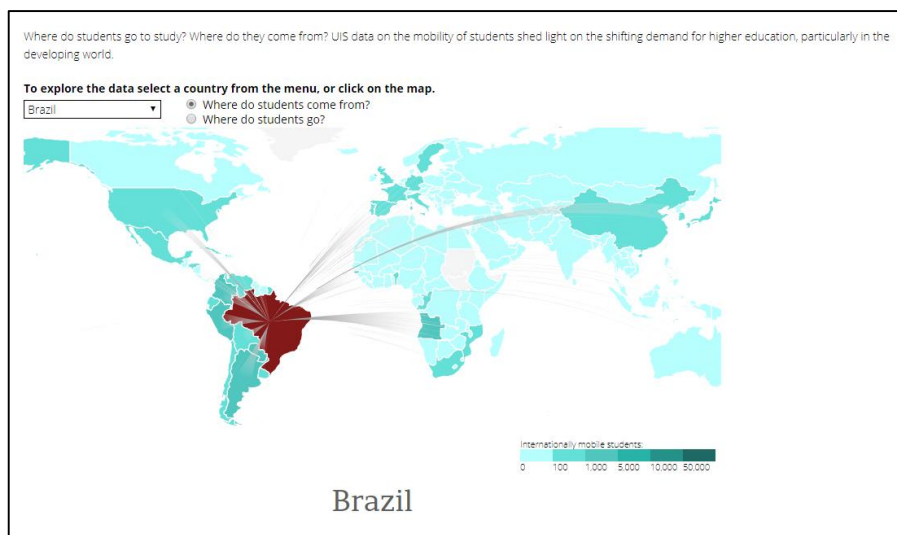 Where do students go to study? Where do they come from? UIS data on the mobility of students shed light on the shifting demand for higher education, particularly in the
developing world.
To explore the data select a country from the menu, or click on the map.
Brazil
Where do students come from?
Where do students go?
Internationally mobile students:
0 100 1,000 5,000 10,000 50,000
Brazil